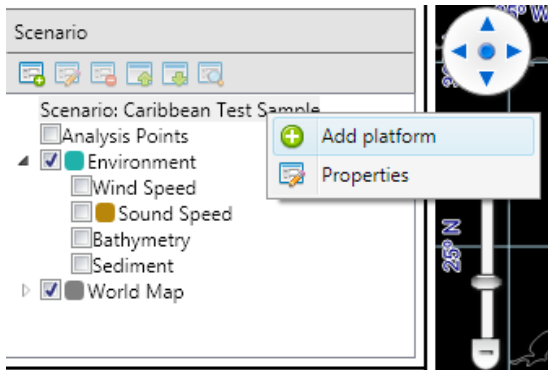 Scenario
Scenario: Caribbean Test Sample
Add platform
Properties
Analysis Points
Environment
Wind Speed
Sound Speed
Bathymetry
Sediment
World Map
25° N